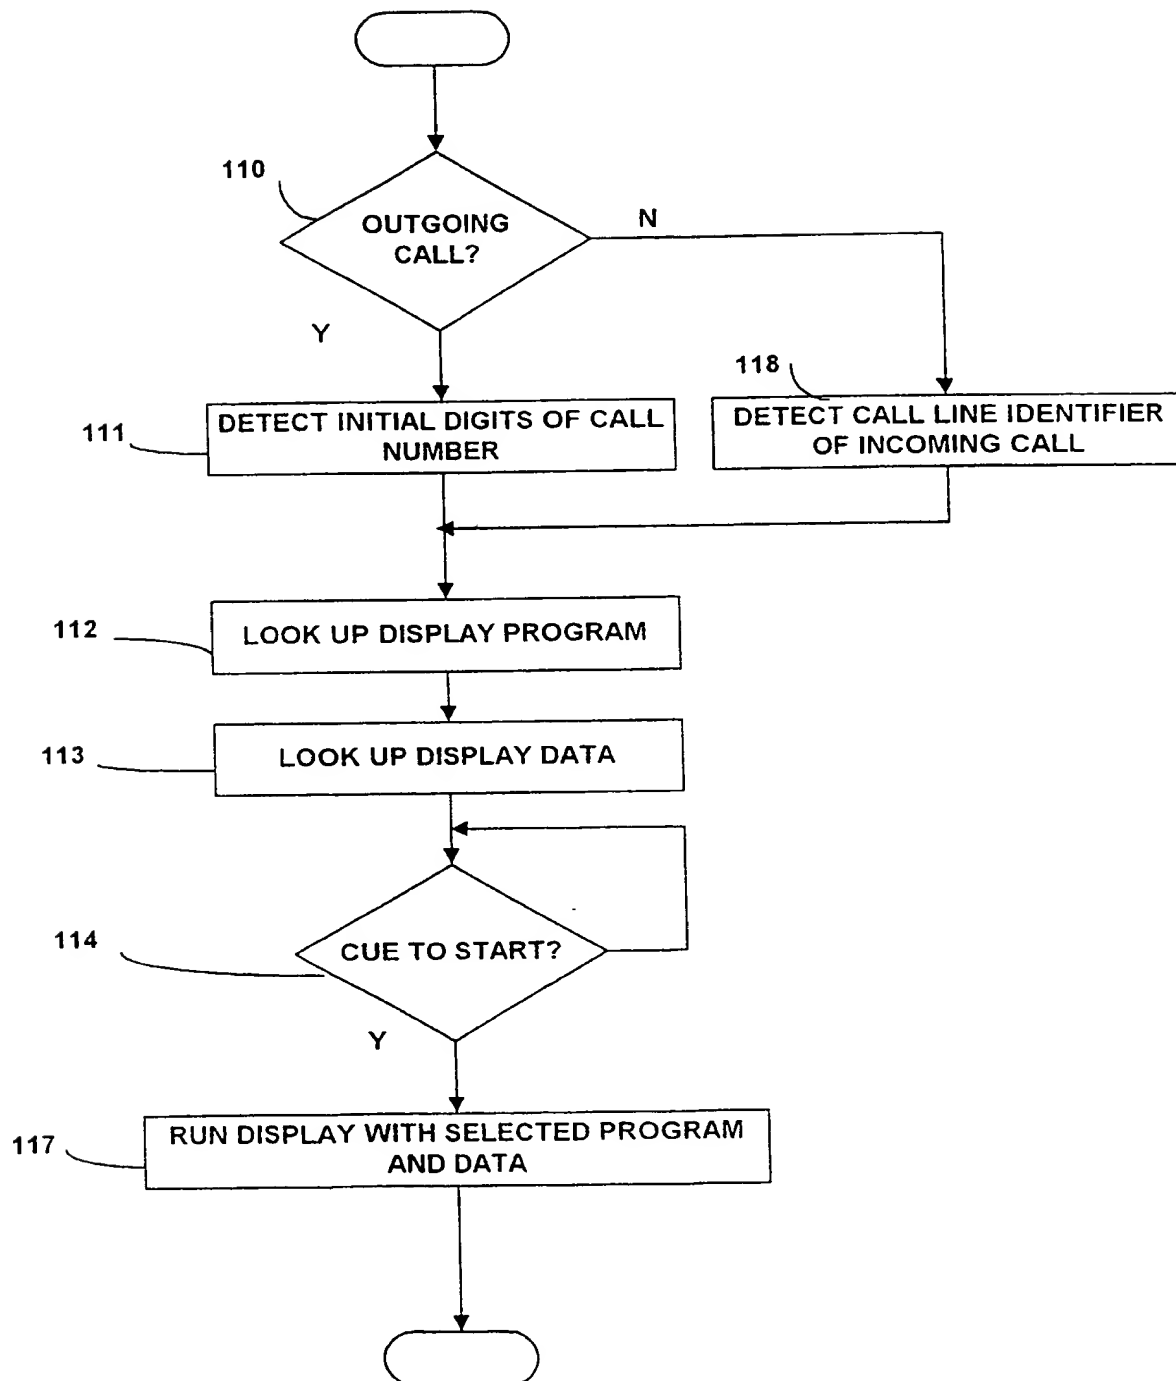 110
OUTGOING
CALL?
N
Y
118
111
DETECT INITIAL DIGITS OF CALL
NUMBER
DETECT CALL LINE IDENTIFIER
OF INCOMING CALL
112
LOOK UP DISPLAY PROGRAM
113
LOOK UP DISPLAY DATA
114
CUE TO START?
Y
117
RUN DISPLAY WITH SELECTED PROGRAM
AND DATA